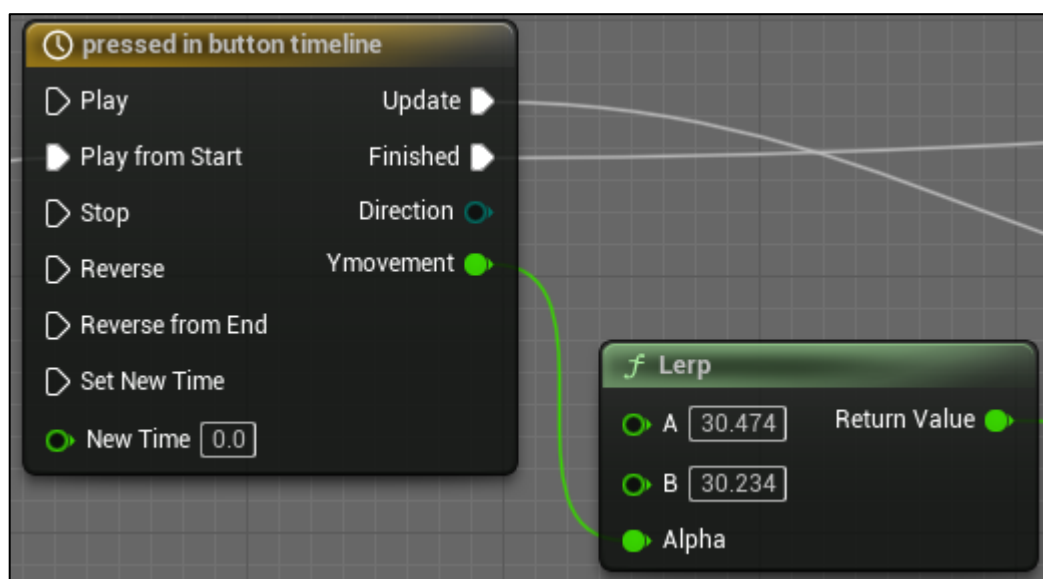 pressed in button timeline
Play
Update
Play from Start
Finished
Stop
Direction
Reverse
Ymovement
Reverse from End
Set New Time
New Time 0.0
f Lerp
A 30.474
Return Value
B 30.234
Alpha